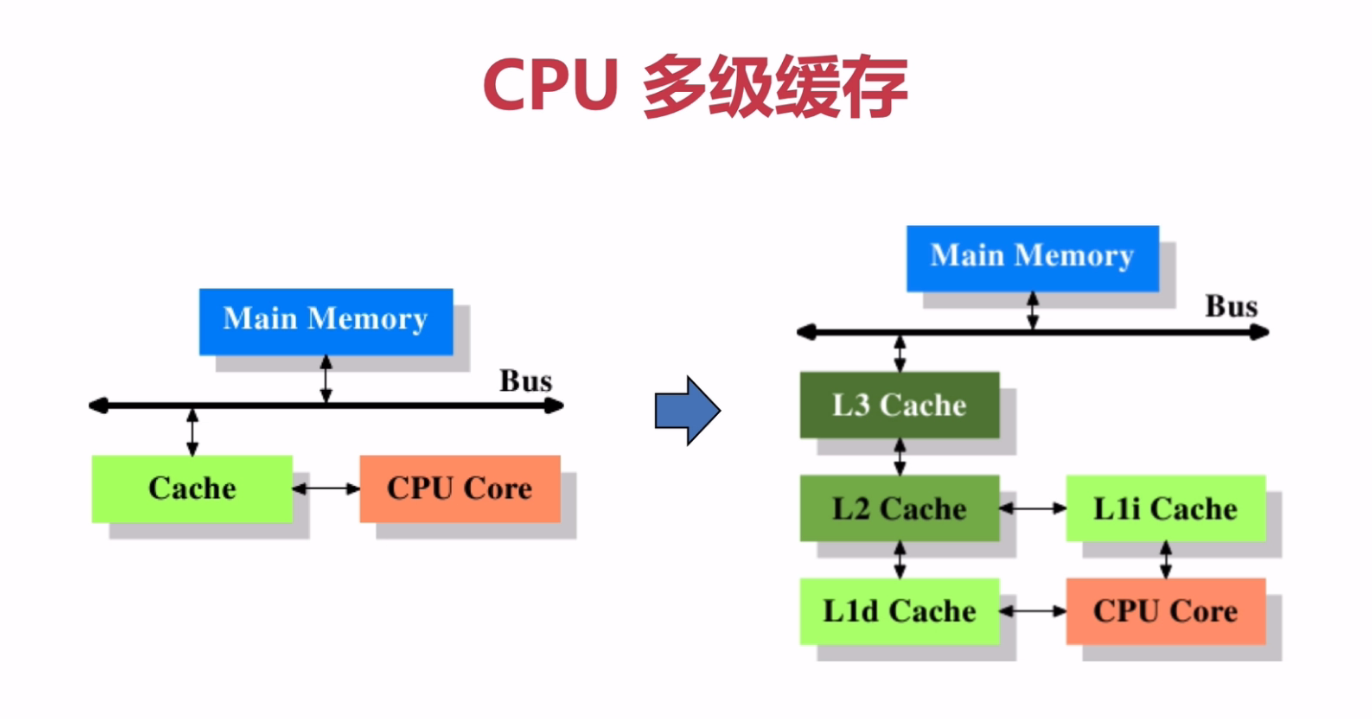 CPU 多级缓存
Main Memory
Bus
Cache
CPU Core
Main Memory
Bus
L3 Cache
L2 Cache
L1i Cache
L1d Cache
CPU Core